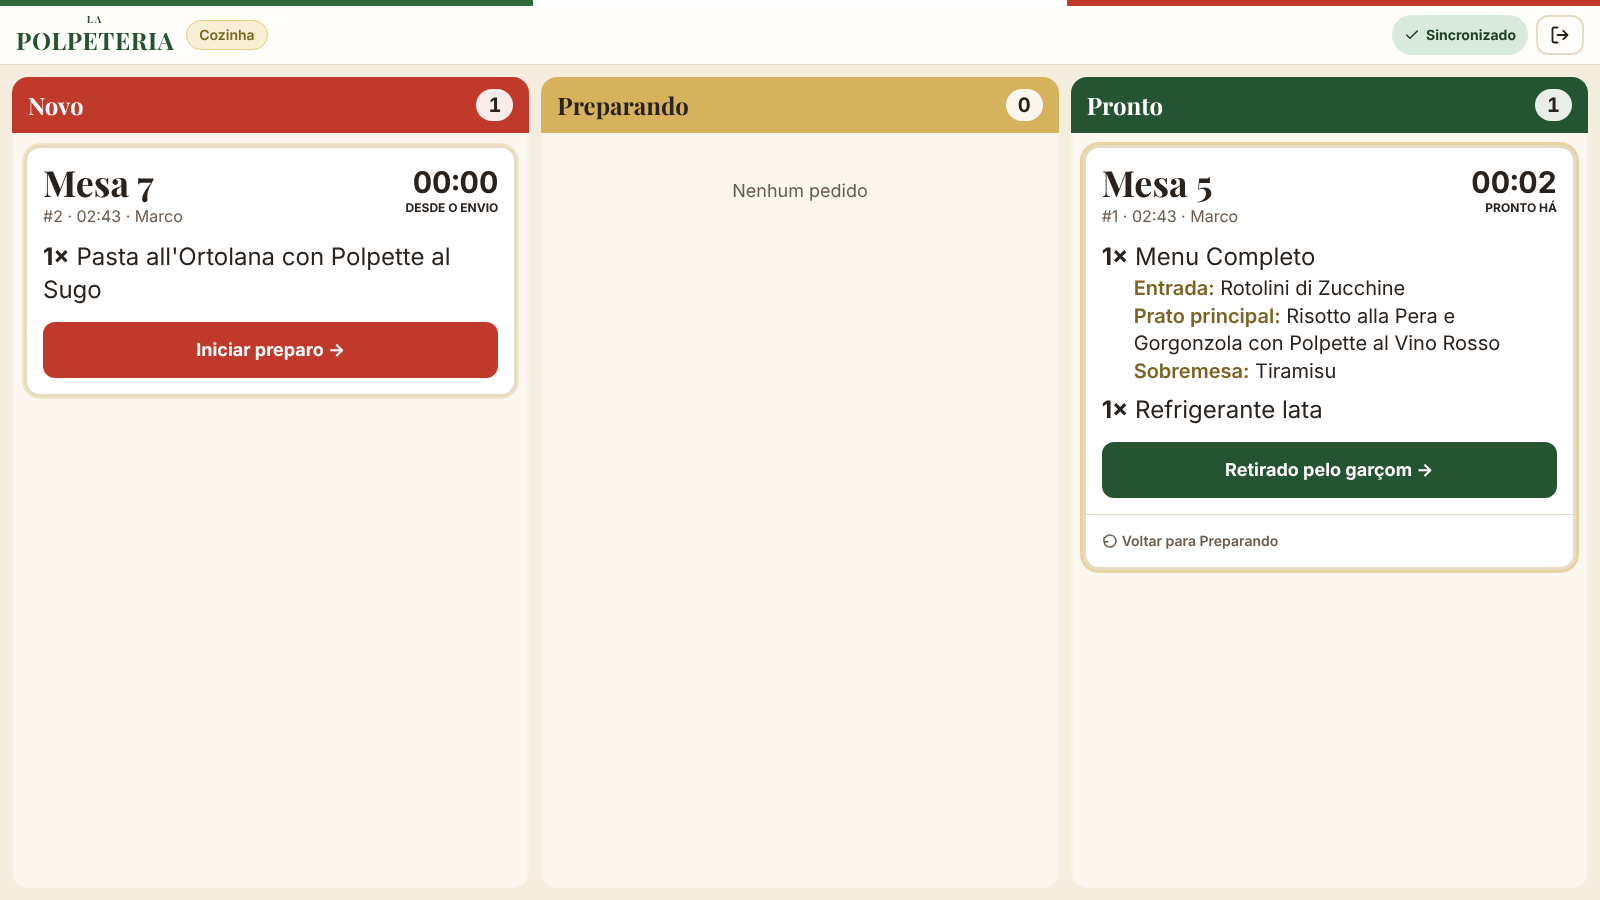 LA
POLPETERIA
Cozinha
Sincronizado
Novo
1
Mesa 7
00:00
#2 · 02:43 · Marco
DESDE O ENVIO
1× Pasta all'Ortolana con Polpette al
Sugo
Iniciar preparo →
Preparando
0
Nenhum pedido
Pronto
1
Mesa 5
00:02
#1 · 02:43 · Marco
PRONTO HÁ
1× Menu Completo
Entrada: Rotolini di Zucchine
Prato principal: Risotto alla Pera e
Gorgonzola con Polpette al Vino Rosso
Sobremesa: Tiramisu
1× Refrigerante lata
Retirado pelo garçom →
Voltar para Preparando